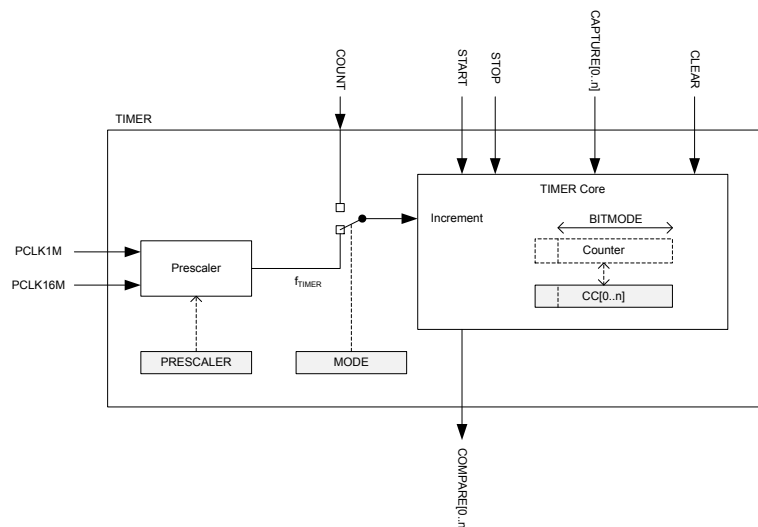 COUNT
START
STOP
CAPTURE[0..n]
CLEAR
TIMER
TIMER Core
Increment
BITMODE
Counter
CC[0..n]
PCLK1M
PCLK16M
Prescaler
fTIMER
PRESCALER
MODE
COMPARE[0..n